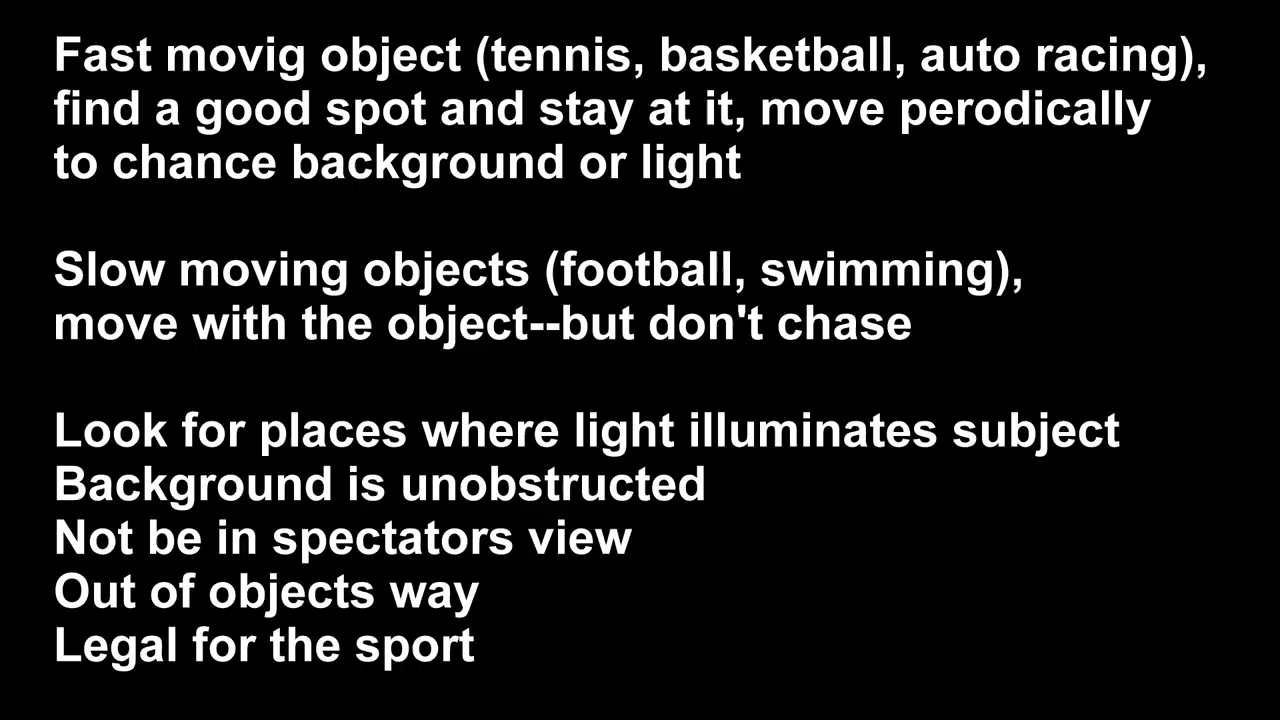 Fast movig object (tennis, basketball, auto racing),
find a good spot and stay at it, move perodically
to chance background or light
Slow moving objects (football, swimming),
move with the object--but don't chase
Look for places where light illuminates subject
Background is unobstructed
Not be in spectators view
Out of objects way
Legal for the sport